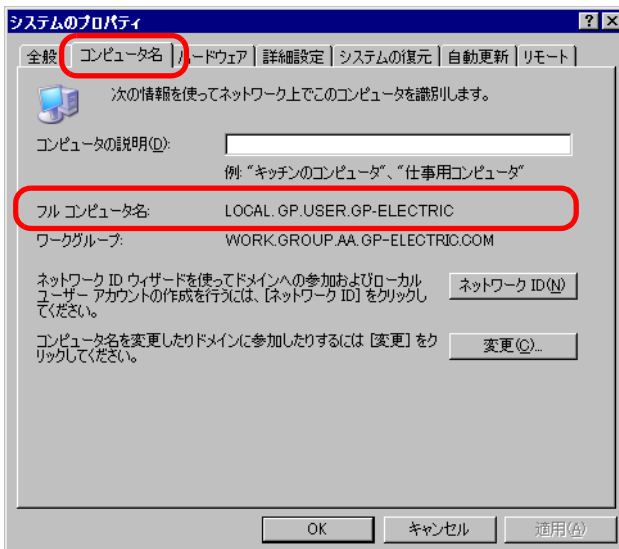 システムのプロパティ
全般 コンピュータ名 ハードウェア 詳細設定 システムの復元 自動更新 リモート
次の情報を使ってネットワーク上でこのコンピュータを識別します。
コンピュータの説明(D):
例: "キッチンのコンピュータ"、"仕事用コンピュータ"
フル コンピュータ名: LOCAL.GP.USER.GP-ELECTRIC
ワークグループ: WORK.GROUP.AA.GP-ELECTRIC.COM
ネットワーク ID ウィザードを使ってドメインへの参加およびローカル
ユーザー アカウントの作成を行うには、[ネットワーク ID] をクリックし
てください。
ネットワーク ID(N)
コンピュータ名を変更したりドメインに参加したりするには [変更] をク
リックしてください。
変更(C)...
OK キャンセル 適用(A)